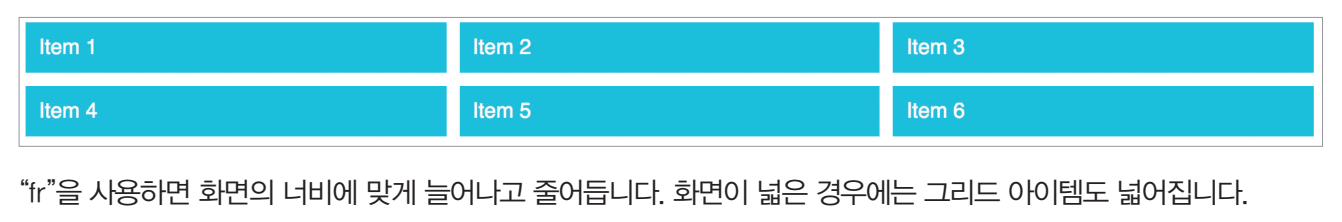 Item 1 Item 2 Item 3
Item 4 Item 5 Item 6
“fr”을 사용하면 화면의 너비에 맞게 늘어나고 줄어듭니다. 화면이 넓은 경우에는 그리드 아이템도 넓어집니다.